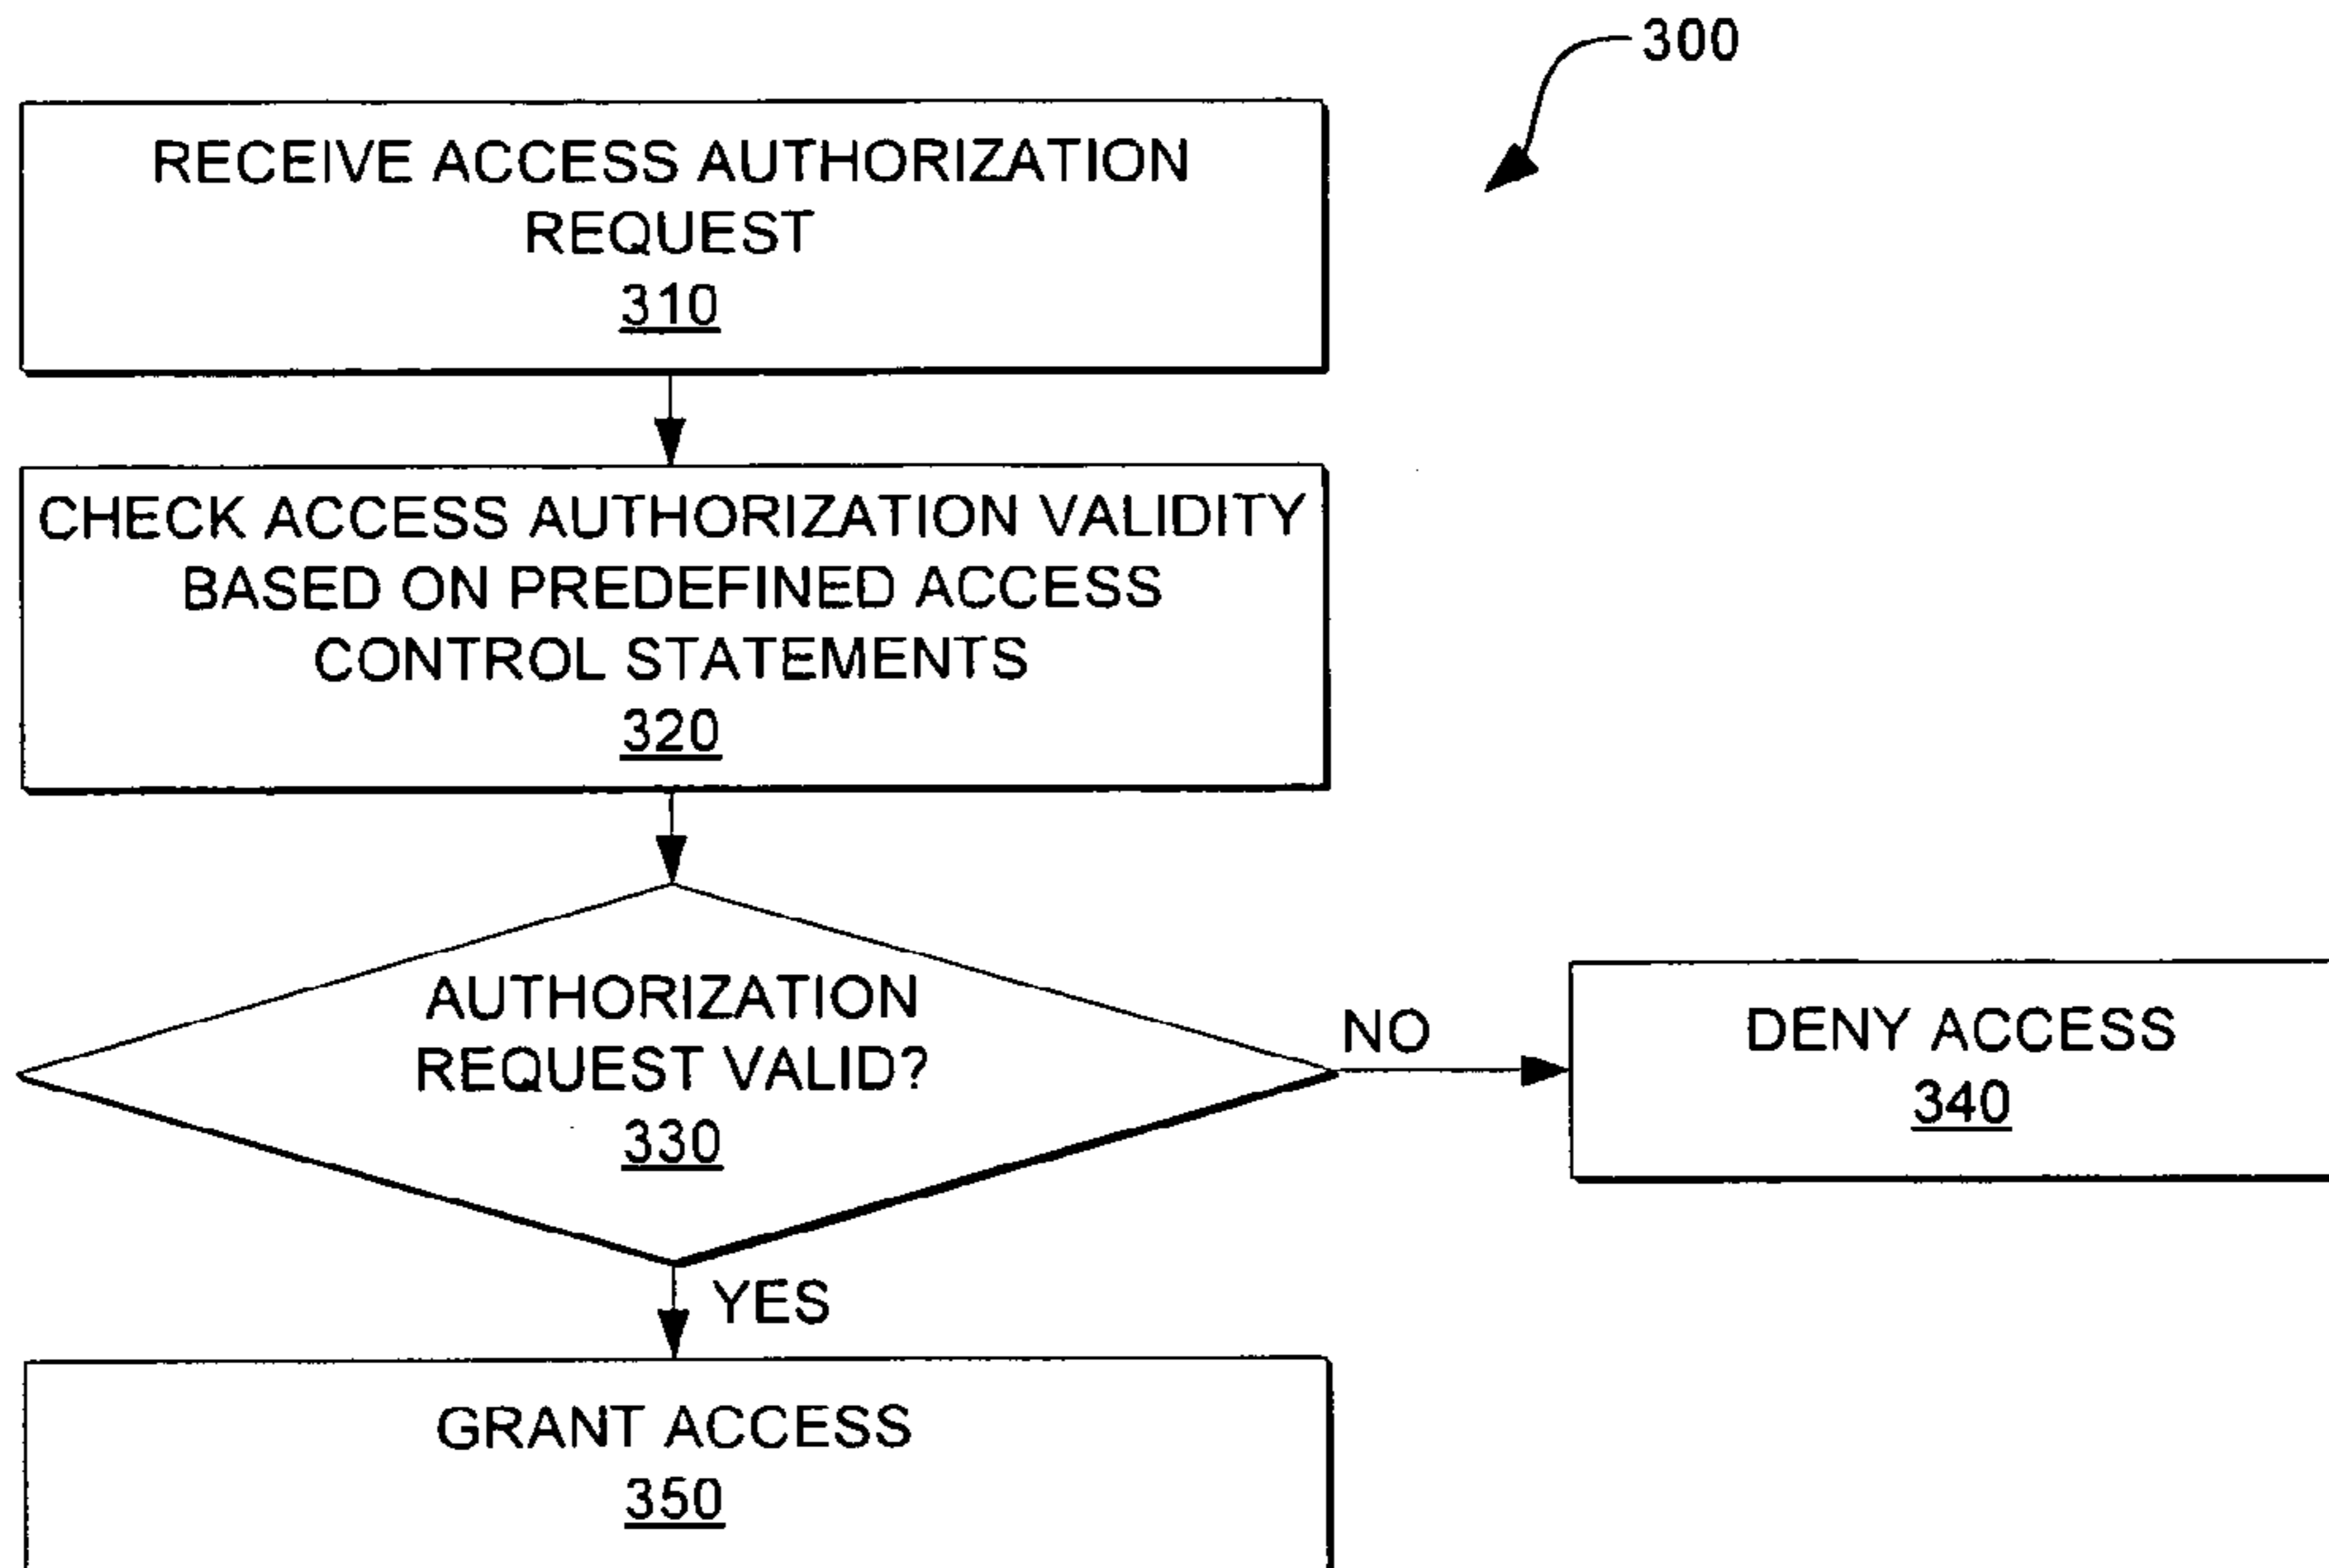 300
RECEIVE ACCESS AUTHORIZATION
REQUEST
310
CHECK ACCESS AUTHORIZATION VALIDITY
BASED ON PREDEFINED ACCESS
CONTROL STATEMENTS
320
AUTHORIZATION
REQUEST VALID?
330
NO
DENY ACCESS
340
YES
GRANT ACCESS
350